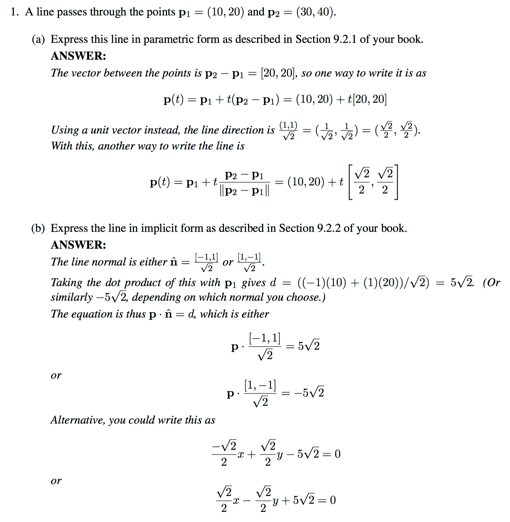 1. A line passes through the points p₁ = (10, 20) and p₂ = (30, 40).
(a) Express this line in parametric form as described in Section 9.2.1 of your book.
ANSWER:
The vector between the points is p₂ − p₁ = [20, 20], so one way to write it is as
p(t) = p₁ + t(p₂ − p₁) = (10, 20) + t[20, 20]
Using a unit vector instead, the line direction is (1,1)/√2 = (1/√2, 1/√2) = (√2/2, √2/2).
With this, another way to write the line is
p(t) = p₁ + t (p₂ − p₁)/‖p₂ − p₁‖ = (10, 20) + t [√2/2, √2/2]
(b) Express the line in implicit form as described in Section 9.2.2 of your book.
ANSWER:
The line normal is either n̂ = [−1,1]/√2 or [1,−1]/√2.
Taking the dot product of this with p₁ gives d = ((−1)(10) + (1)(20))/√2) = 5√2. (Or
similarly −5√2, depending on which normal you choose.)
The equation is thus p · n̂ = d, which is either
p · [−1, 1]/√2 = 5√2
or
p · [1, −1]/√2 = −5√2
Alternative, you could write this as
−√2/2 x + √2/2 y − 5√2 = 0
or
√2/2 x − √2/2 y + 5√2 = 0